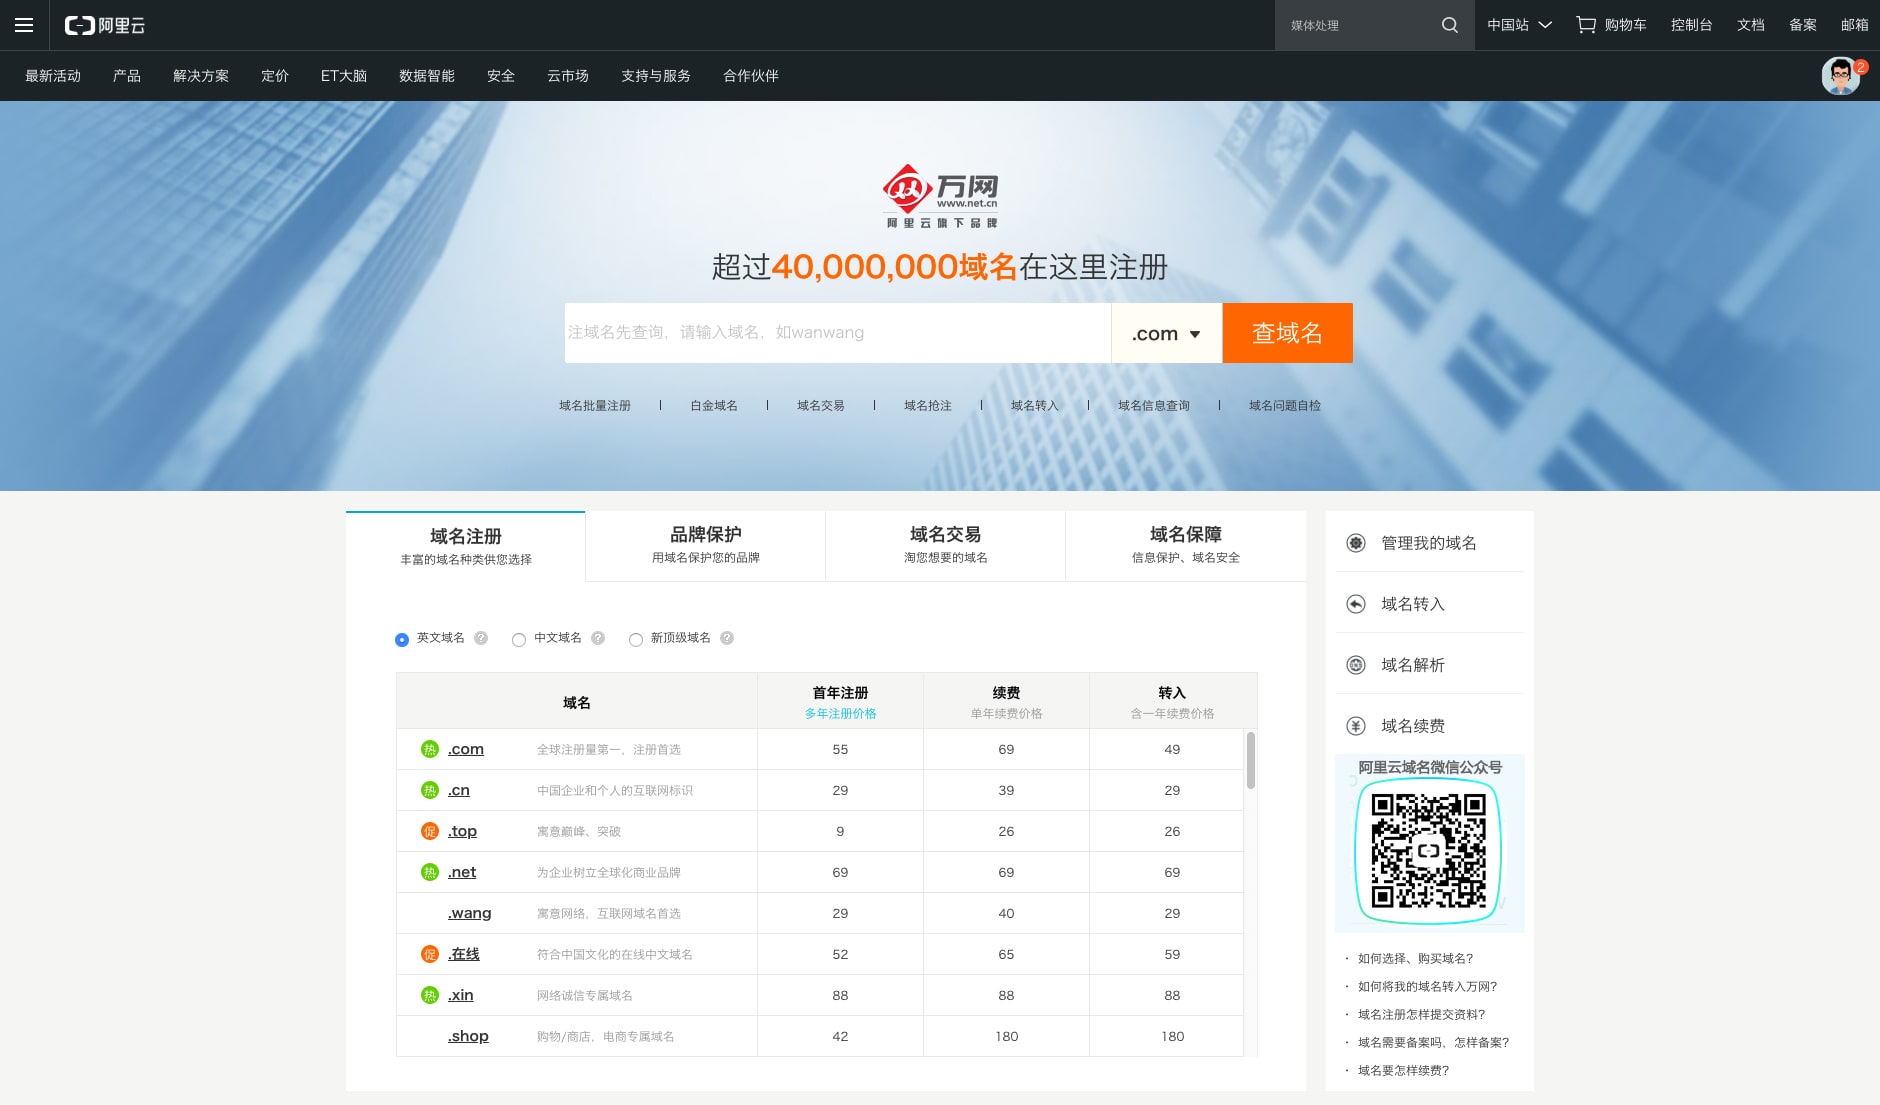 阿里云
媒体处理
中国站
购物车
控制台
文档
备案
邮箱
最新活动
产品
解决方案
定价
ET大脑
数据智能
安全
云市场
支持与服务
合作伙伴
2
万网
www.net.cn
阿里云旗下品牌
超过40,000,000域名在这里注册
注域名先查询，请输入域名，如wanwang
.com
查域名
域名批量注册 | 白金域名 | 域名交易 | 域名抢注 | 域名转入 | 域名信息查询 | 域名问题自检
域名注册
丰富的域名种类供您选择
品牌保护
用域名保护您的品牌
域名交易
淘您想要的域名
域名保障
信息保护、域名安全
英文域名 ? 中文域名 ? 新顶级域名 ?
域名
首年注册
多年注册价格
续费
单年续费价格
转入
含一年续费价格
热 .com 全球注册量第一，注册首选 55 69 49
热 .cn 中国企业和个人的互联网标识 29 39 29
促 .top 寓意巅峰、突破 9 26 26
热 .net 为企业树立全球化商业品牌 69 69 69
.wang 寓意网络，互联网域名首选 29 40 29
促 .在线 符合中国文化的在线中文域名 52 65 59
热 .xin 网络诚信专属域名 88 88 88
.shop 购物/商店，电商专属域名 42 180 180
管理我的域名
域名转入
域名解析
域名续费
阿里云域名微信公众号
· 如何选择、购买域名?
· 如何将我的域名转入万网?
· 域名注册怎样提交资料?
· 域名需要备案吗，怎样备案?
· 域名要怎样续费?